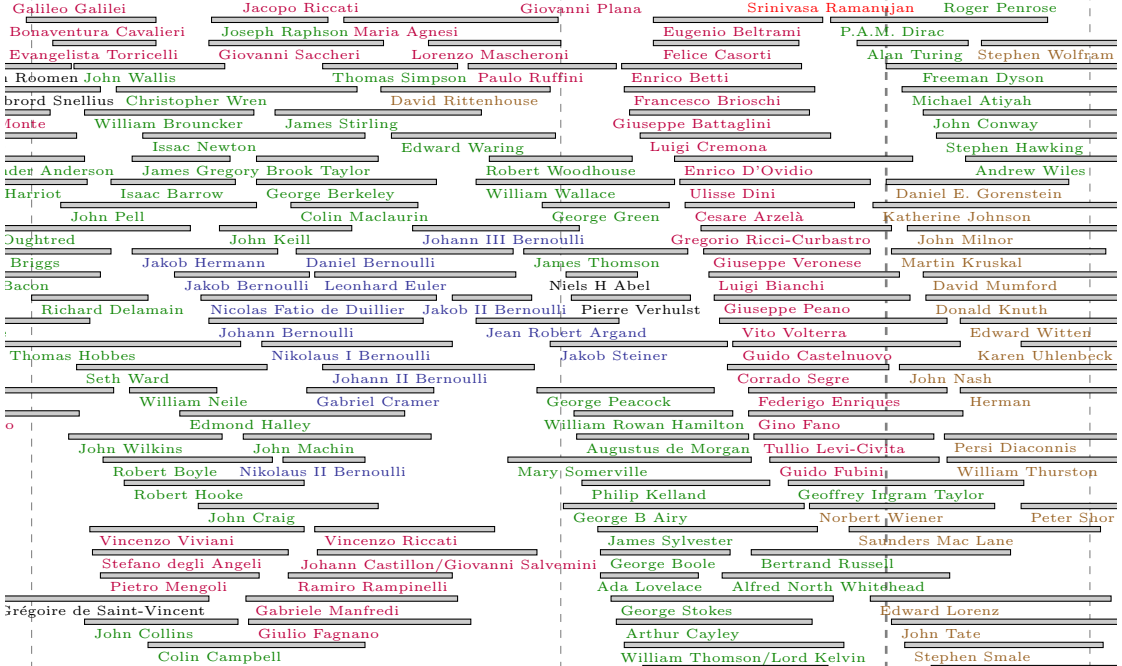 Galileo Galilei Jacopo Riccati Giovanni Plana Srinivasa Ramanujan Roger Penrose
Bonaventura Cavalieri Joseph Raphson Maria Agnesi Eugenio Beltrami P.A.M. Dirac
Evangelista Torricelli Giovanni Saccheri Lorenzo Mascheroni Felice Casorti Alan Turing Stephen Wolfram
Roomen John Wallis Thomas Simpson Paulo Ruffini Enrico Betti Freeman Dyson
brord Snellius Christopher Wren David Rittenhouse Francesco Brioschi Michael Atiyah
Monte William Brouncker James Stirling Giuseppe Battaglini John Conway
Issac Newton Edward Waring Luigi Cremona Stephen Hawking
nder Anderson James Gregory Brook Taylor Robert Woodhouse Enrico D'Ovidio Andrew Wiles
Harriot Isaac Barrow George Berkeley William Wallace Ulisse Dini Daniel E. Gorenstein
John Pell Colin Maclaurin George Green Cesare Arzelà Katherine Johnson
Oughtred John Keill Johann III Bernoulli Gregorio Ricci-Curbastro John Milnor
Briggs Jakob Hermann Daniel Bernoulli James Thomson Giuseppe Veronese Martin Kruskal
Bacon Jakob Bernoulli Leonhard Euler Niels H Abel Luigi Bianchi David Mumford
Richard Delamain Nicolas Fatio de Duillier Jakob II Bernoulli Pierre Verhulst Giuseppe Peano Donald Knuth
Johann Bernoulli Jean Robert Argand Vito Volterra Edward Witten
Thomas Hobbes Nikolaus I Bernoulli Jakob Steiner Guido Castelnuovo Karen Uhlenbeck
Seth Ward Johann II Bernoulli Corrado Segre John Nash
William Neile Gabriel Cramer George Peacock Federigo Enriques Herman
o Edmond Halley William Rowan Hamilton Gino Fano
John Wilkins John Machin Augustus de Morgan Tullio Levi-Civita Persi Diaconnis
Robert Boyle Nikolaus II Bernoulli Mary Somerville Guido Fubini William Thurston
Robert Hooke Philip Kelland Geoffrey Ingram Taylor
John Craig George B Airy Norbert Wiener Peter Shor
Vincenzo Viviani Vincenzo Riccati James Sylvester Saunders Mac Lane
Stefano degli Angeli Johann Castillon/Giovanni Salvemini George Boole Bertrand Russell
Pietro Mengoli Ramiro Rampinelli Ada Lovelace Alfred North Whitehead
Grégoire de Saint-Vincent Gabriele Manfredi George Stokes Edward Lorenz
John Collins Giulio Fagnano Arthur Cayley John Tate
Colin Campbell William Thomson/Lord Kelvin Stephen Smale